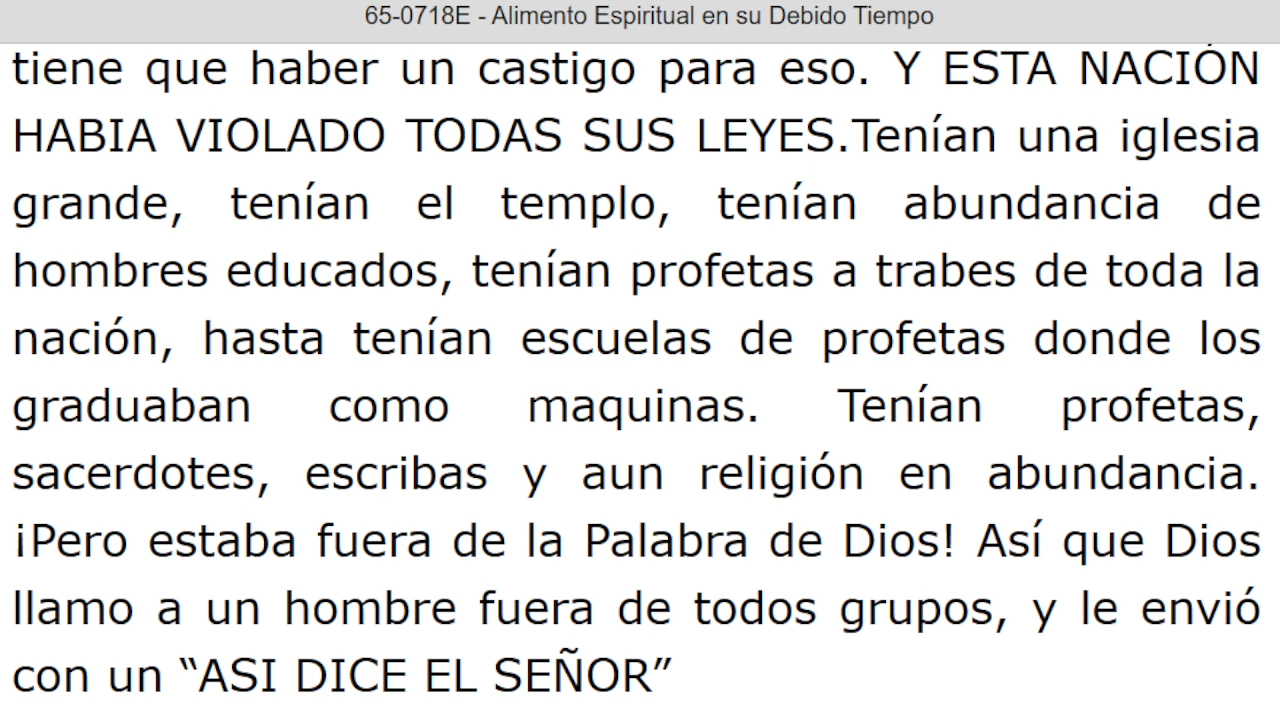 65-0718E - Alimento Espiritual en su Debido Tiempo
tiene que haber un castigo para eso. Y ESTA NACIÓN
HABIA VIOLADO TODAS SUS LEYES.Tenían una iglesia
grande, tenían el templo, tenían abundancia de
hombres educados, tenían profetas a trabes de toda la
nación, hasta tenían escuelas de profetas donde los
graduaban como maquinas. Tenían profetas,
sacerdotes, escribas y aun religión en abundancia.
¡Pero estaba fuera de la Palabra de Dios! Así que Dios
llamo a un hombre fuera de todos grupos, y le envió
con un “ASI DICE EL SEÑOR”